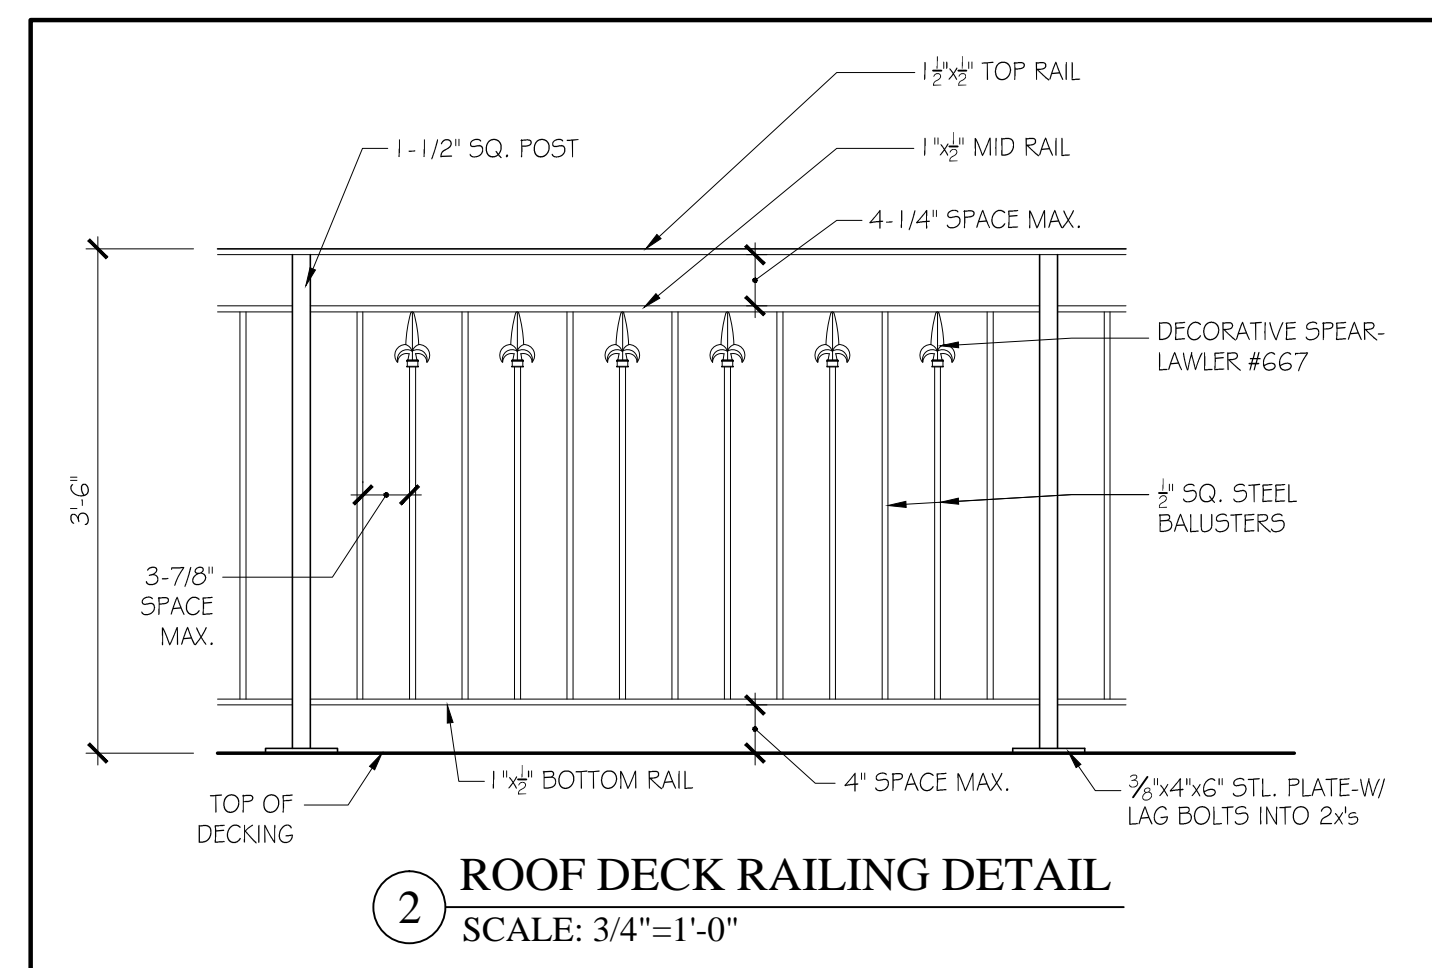 1½"x½" TOP RAIL
1-1/2" SQ. POST
1"x½" MID RAIL
4-1/4" SPACE MAX.
DECORATIVE SPEAR-
LAWLER #667
3'-6"
½" SQ. STEEL
BALUSTERS
3-7/8"
SPACE
MAX.
1"x½" BOTTOM RAIL
4" SPACE MAX.
⅜"x4"x6" STL. PLATE-W/
LAG BOLTS INTO 2x's
TOP OF
DECKING
2
ROOF DECK RAILING DETAIL
SCALE: 3/4"=1'-0"